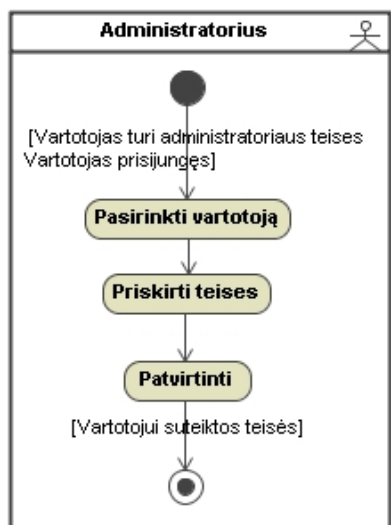 Administratorius
[Vartotojas turi administratoriaus teises
Vartotojas prisijungęs]
Pasirinkti vartotoją
Priskirti teises
Patvirtinti
[Vartotojui suteiktos teisės]